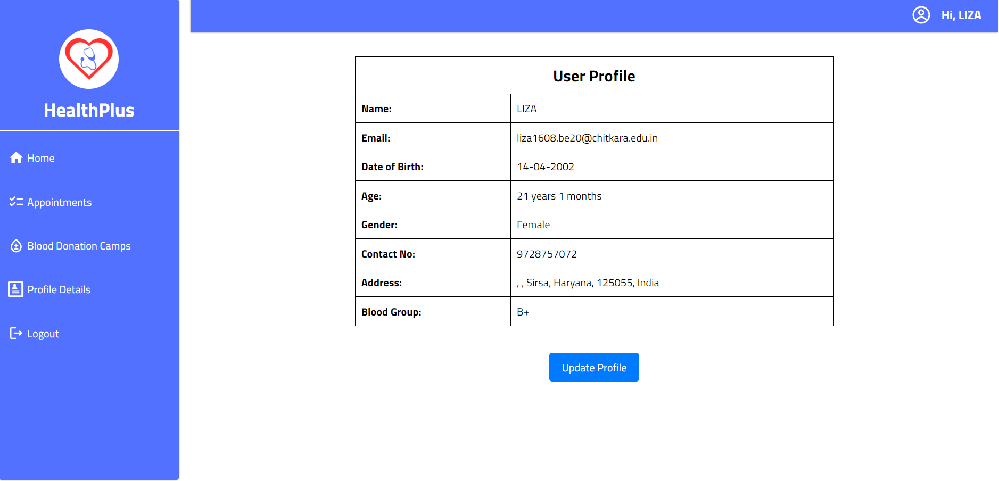 Hi, LIZA
HealthPlus
Home
Appointments
Blood Donation Camps
Profile Details
Logout
User Profile
Name: LIZA
Email: liza1608.be20@chitkara.edu.in
Date of Birth: 14-04-2002
Age: 21 years 1 months
Gender: Female
Contact No: 9728757072
Address: , , Sirsa, Haryana, 125055, India
Blood Group: B+
Update Profile